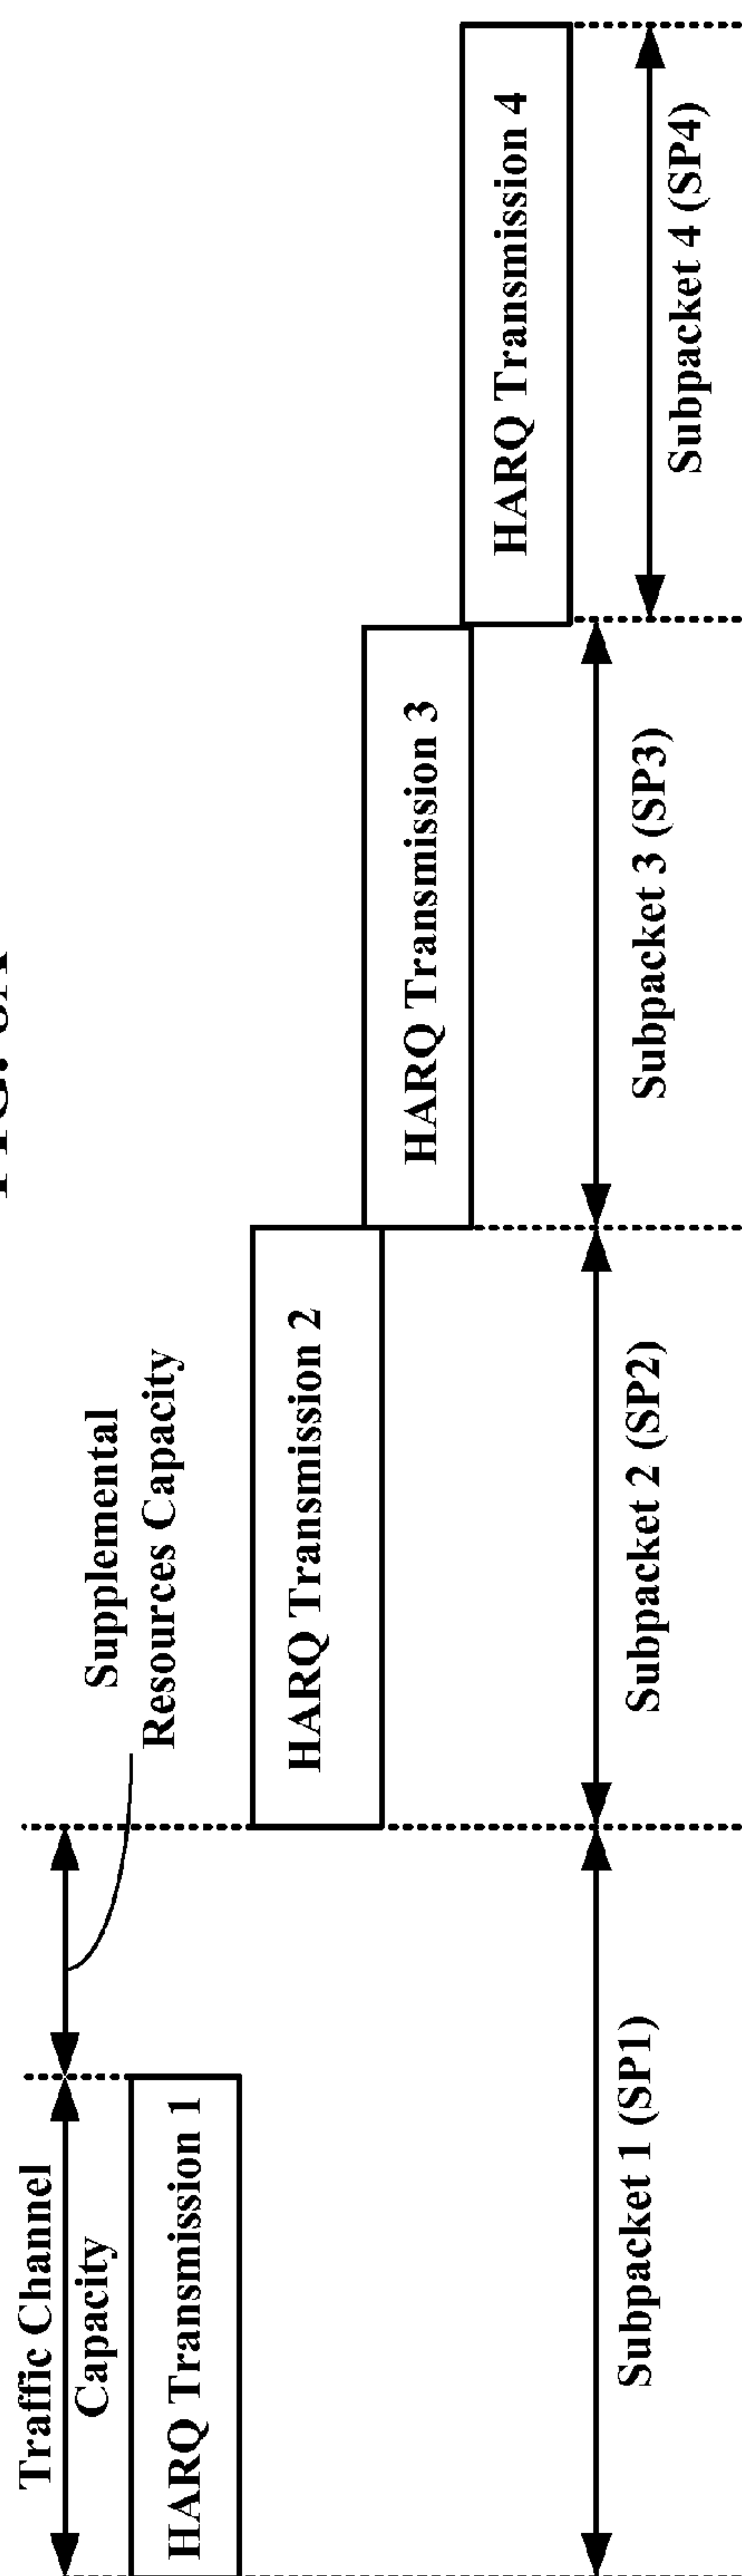 Traffic Channel
Capacity
Supplemental
Resources Capacity
HARQ Transmission 1
HARQ Transmission 2
HARQ Transmission 3
HARQ Transmission 4
Subpacket 1 (SP1)
Subpacket 2 (SP2)
Subpacket 3 (SP3)
Subpacket 4 (SP4)